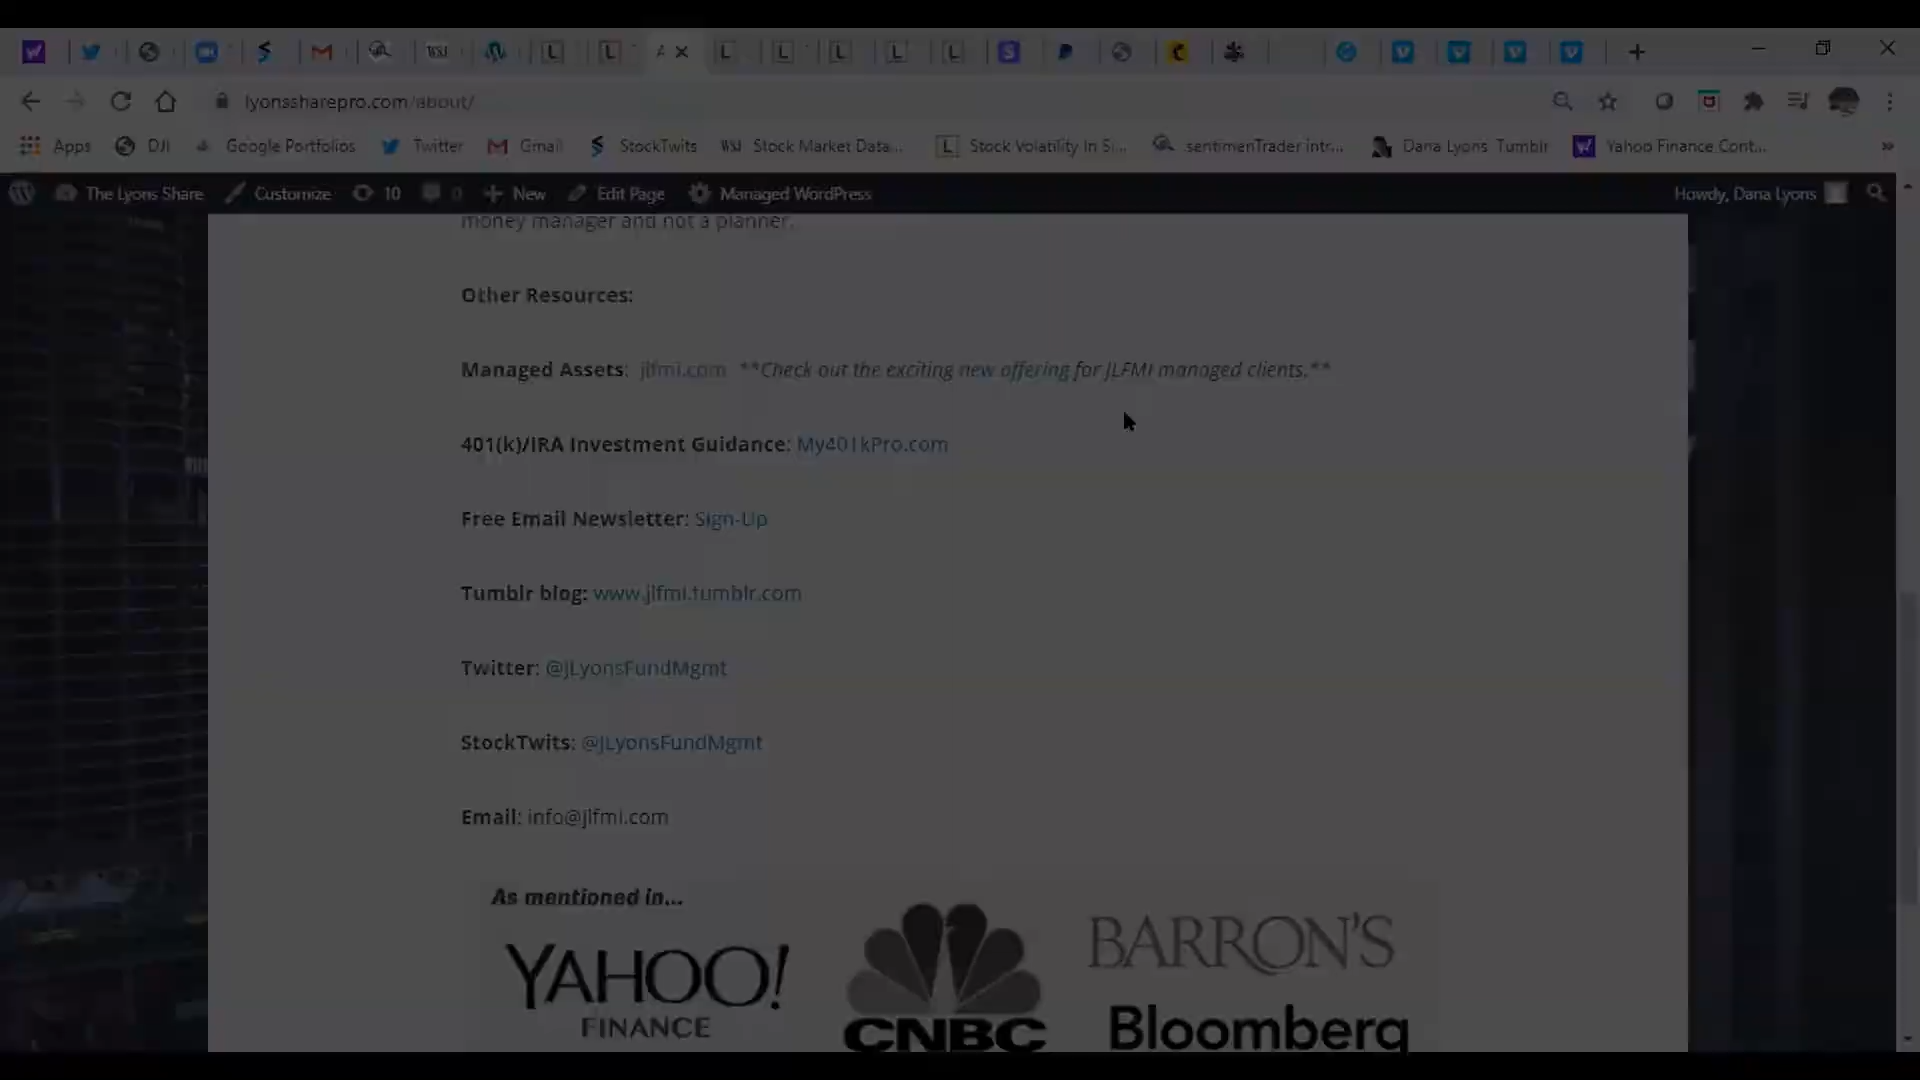 lyonssharepro.com/about/
Apps DJI Google Portfolios Twitter Gmail StockTwits WSJ Stock Market Data... L Stock Volatility In Si... sentimenTrader intr... Dana Lyons Tumblr Yahoo Finance Cont... »
The Lyons Share Customize 10 0 New Edit Page Managed WordPress Howdy, Dana Lyons
money manager and not a planner.
Other Resources:
Managed Assets: jlfmi.com **Check out the exciting new offering for JLFMI managed clients.**
401(k)/IRA Investment Guidance: My401kPro.com
Free Email Newsletter: Sign-Up
Tumblr blog: www.jlfmi.tumblr.com
Twitter: @JLyonsFundMgmt
StockTwits: @JLyonsFundMgmt
Email: info@jlfmi.com
As mentioned in...
YAHOO!
FINANCE
CNBC
BARRON'S
Bloomberg